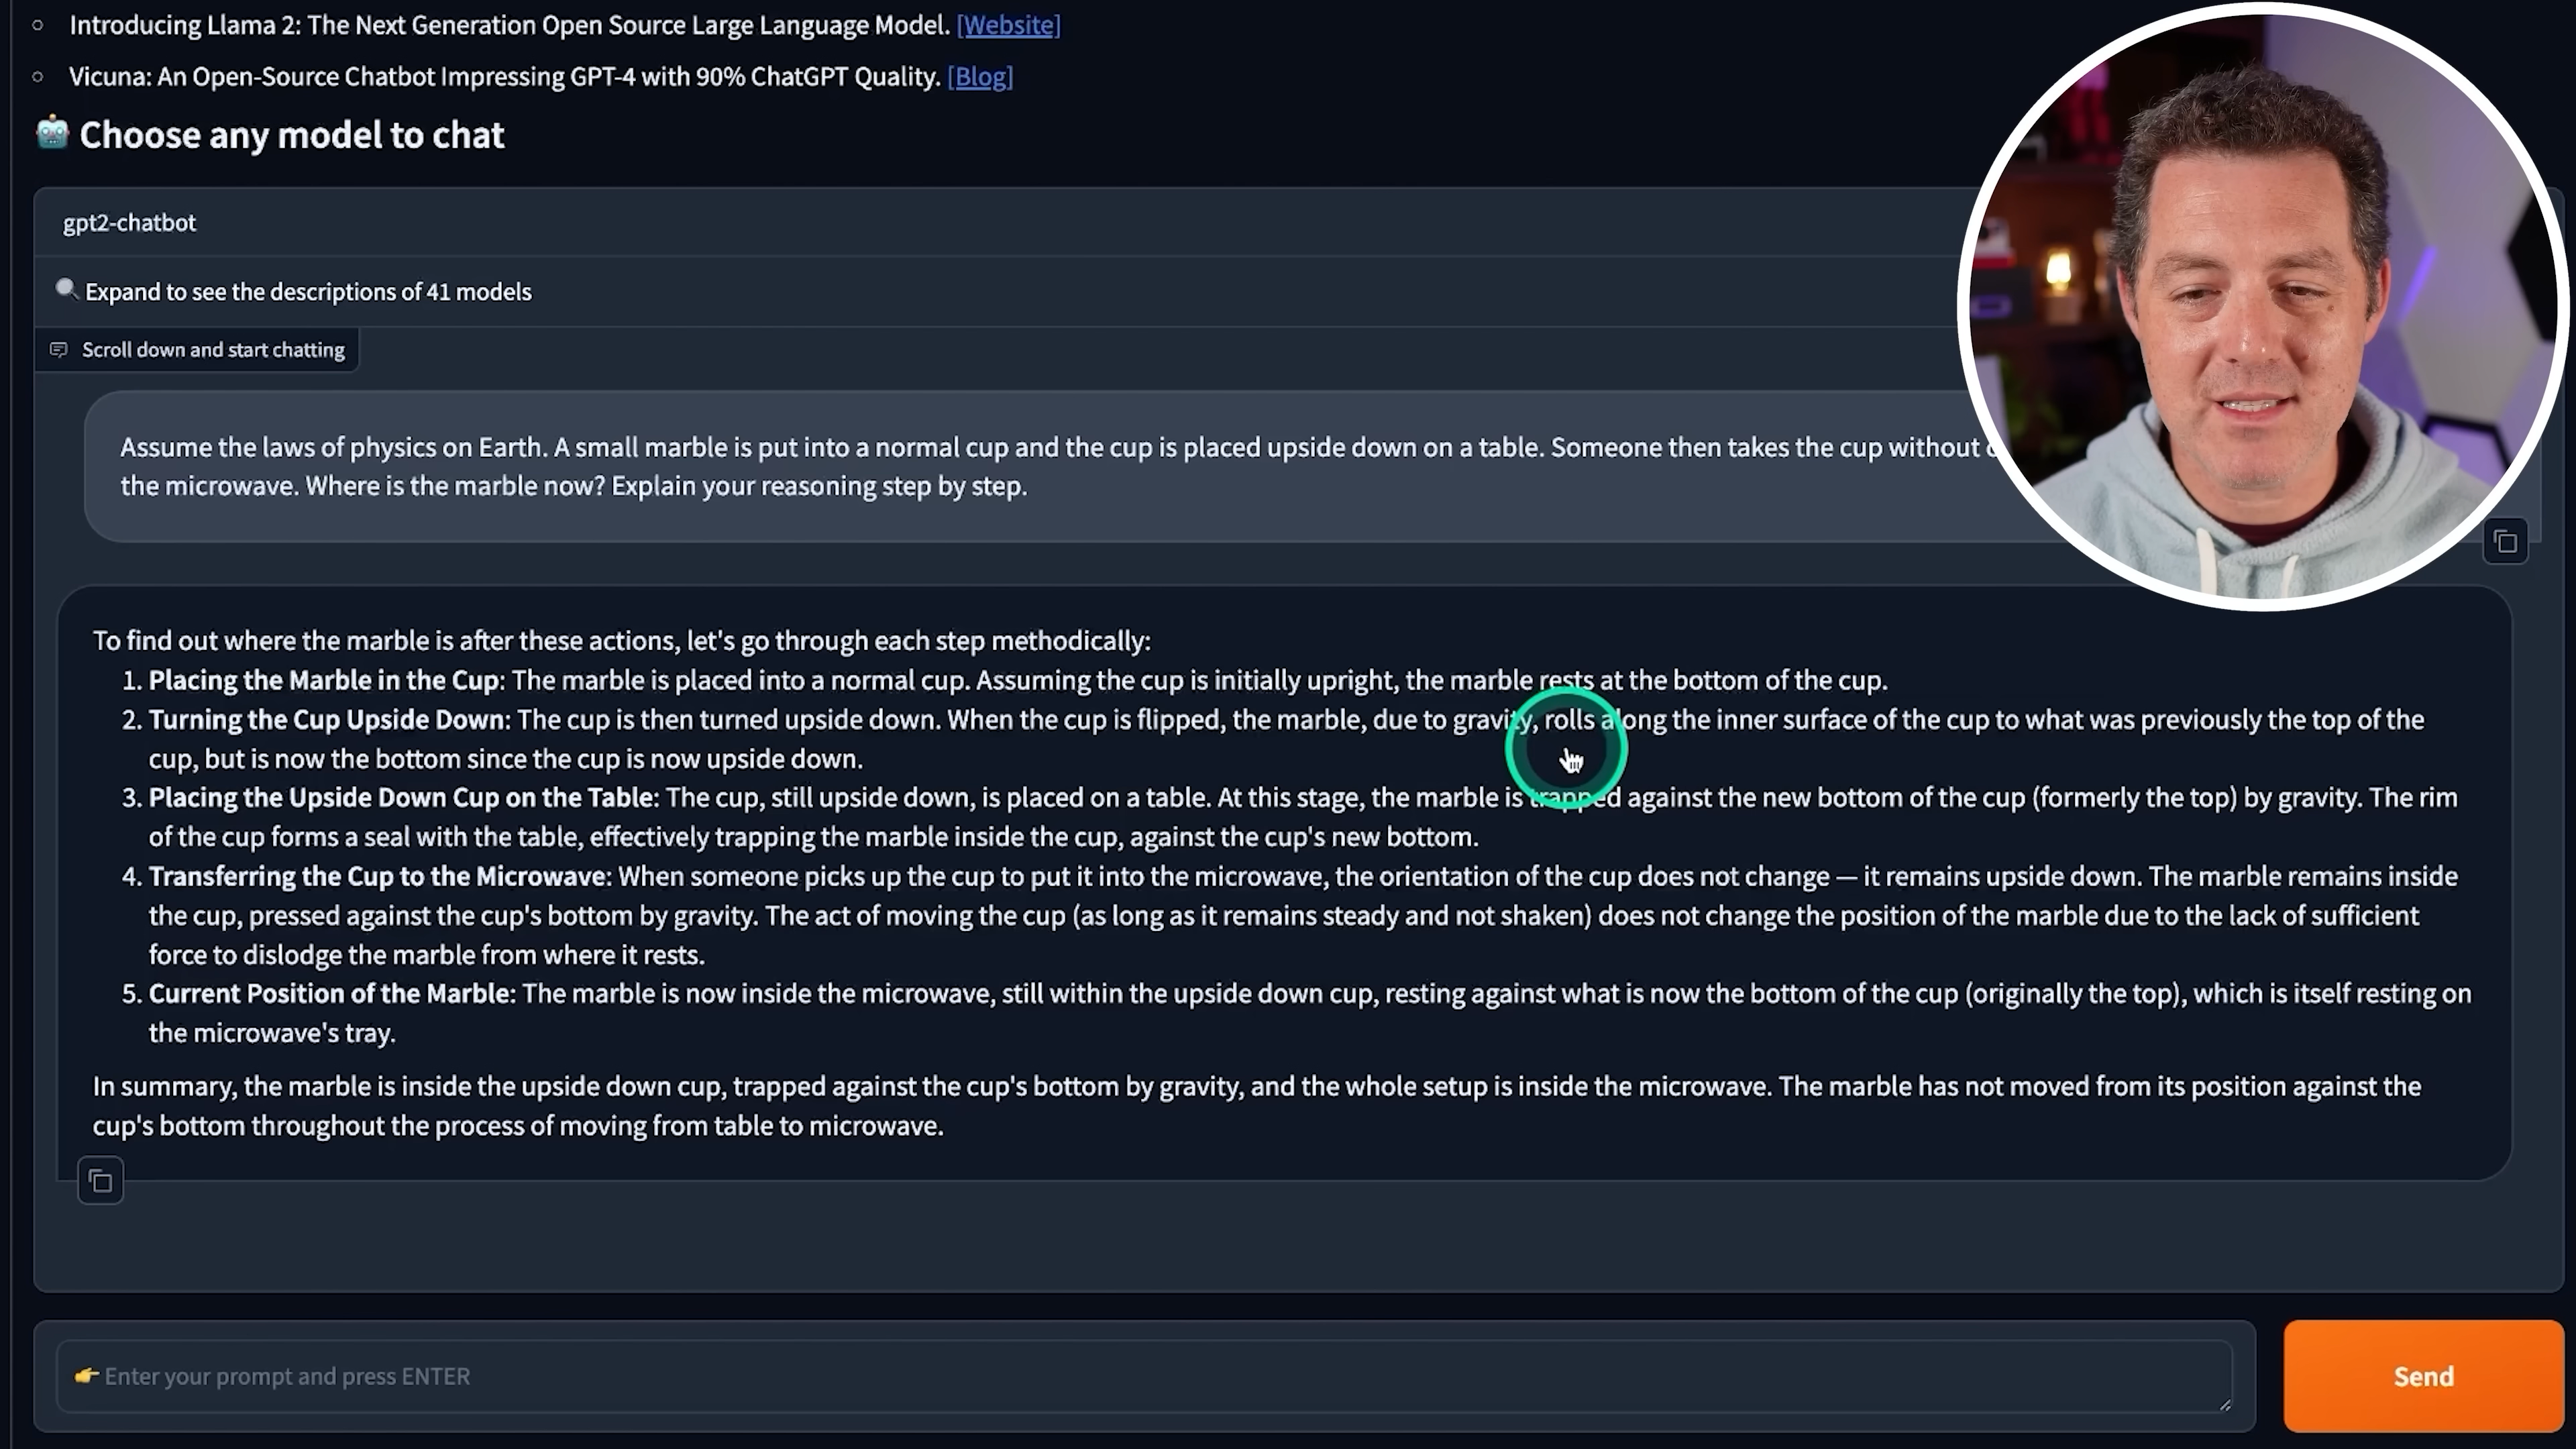 Introducing Llama 2: The Next Generation Open Source Large Language Model. [Website]
Vicuna: An Open-Source Chatbot Impressing GPT-4 with 90% ChatGPT Quality. [Blog]
Choose any model to chat
gpt2-chatbot
Expand to see the descriptions of 41 models
Scroll down and start chatting
Assume the laws of physics on Earth. A small marble is put into a normal cup and the cup is placed upside down on a table. Someone then takes the cup without
the microwave. Where is the marble now? Explain your reasoning step by step.
To find out where the marble is after these actions, let's go through each step methodically:
1. Placing the Marble in the Cup: The marble is placed into a normal cup. Assuming the cup is initially upright, the marble rests at the bottom of the cup.
2. Turning the Cup Upside Down: The cup is then turned upside down. When the cup is flipped, the marble, due to gravity, rolls along the inner surface of the cup to what was previously the top of the
cup, but is now the bottom since the cup is now upside down.
3. Placing the Upside Down Cup on the Table: The cup, still upside down, is placed on a table. At this stage, the marble is trapped against the new bottom of the cup (formerly the top) by gravity. The rim
of the cup forms a seal with the table, effectively trapping the marble inside the cup, against the cup's new bottom.
4. Transferring the Cup to the Microwave: When someone picks up the cup to put it into the microwave, the orientation of the cup does not change — it remains upside down. The marble remains inside
the cup, pressed against the cup's bottom by gravity. The act of moving the cup (as long as it remains steady and not shaken) does not change the position of the marble due to the lack of sufficient
force to dislodge the marble from where it rests.
5. Current Position of the Marble: The marble is now inside the microwave, still within the upside down cup, resting against what is now the bottom of the cup (originally the top), which is itself resting on
the microwave's tray.
In summary, the marble is inside the upside down cup, trapped against the cup's bottom by gravity, and the whole setup is inside the microwave. The marble has not moved from its position against the
cup's bottom throughout the process of moving from table to microwave.
Enter your prompt and press ENTER
Send